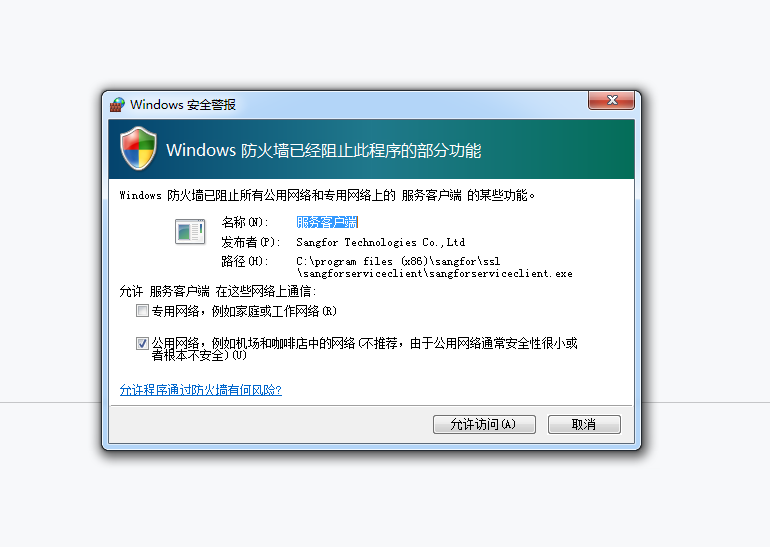 Windows 安全警报
Windows 防火墙已经阻止此程序的部分功能
Windows 防火墙已阻止所有公用网络和专用网络上的 服务客户端 的某些功能。
名称(N): 服务客户端
发布者(P): Sangfor Technologies Co.,Ltd
路径(H): C:\program files (x86)\sangfor\ssl
\sangforserviceclient\sangforserviceclient.exe
允许 服务客户端 在这些网络上通信:
专用网络，例如家庭或工作网络(R)
公用网络，例如机场和咖啡店中的网络(不推荐，由于公用网络通常安全性很小或
者根本不安全)(U)
允许程序通过防火墙有何风险?
允许访问(A) 取消